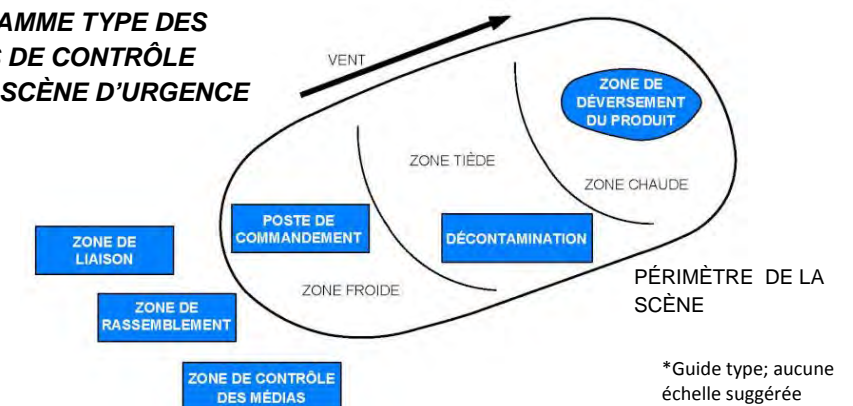 AMME TYPE DES
DE CONTRÔLE
SCÈNE D'URGENCE
VENT
ZONE DE
DÉVERSEMENT
DU PRODUIT
ZONE TIÈDE
ZONE CHAUDE
POSTE DE
COMMANDEMENT
DÉCONTAMINATION
ZONE DE
LIAISON
ZONE FROIDE
PÉRIMÈTRE DE LA
SCÈNE
ZONE DE
RASSEMBLEMENT
ZONE DE CONTRÔLE
DES MÉDIAS
*Guide type; aucune
échelle suggérée